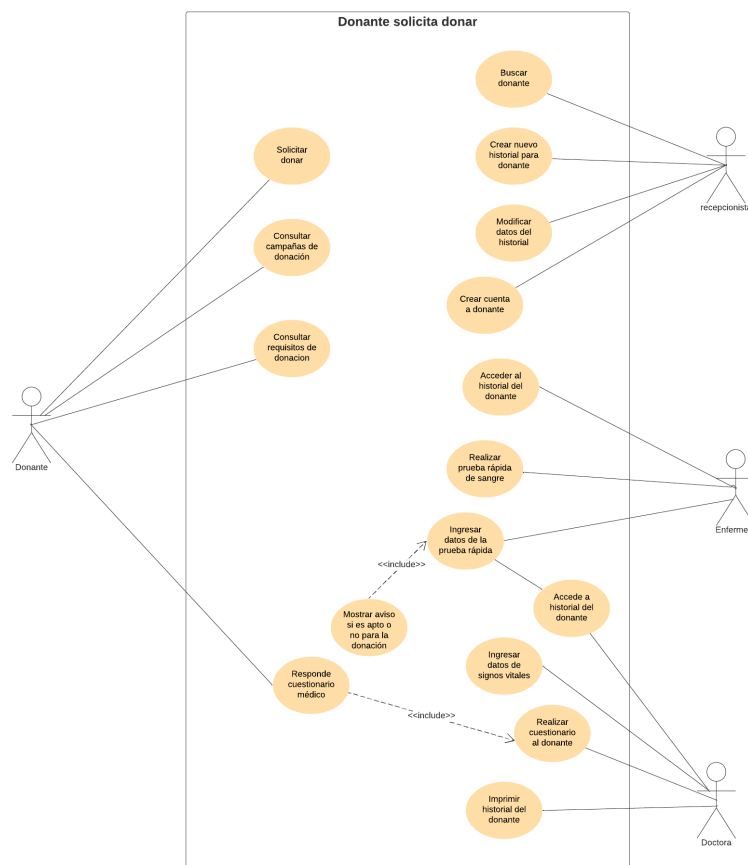 Donante solicita donar
Buscar
donante
Solicitar
donar
Crear nuevo
historial para
donante
recepcionista
Consultar
campañas de
donación
Modificar
datos del
historial
Crear cuenta
a donante
Consultar
requisitos de
donacion
Acceder al
historial del
donante
Donante
Realizar
prueba rápida
de sangre
Enferme
Ingresar
datos de la
prueba rápida
<<include>>
Accede a
historial del
donante
Mostrar aviso
si es apto o
no para la
donación
Ingresar
datos de
signos vitales
Responde
cuestionario
médico
<<include>>
Realizar
cuestionario
al donante
Imprimir
historial del
donante
Doctora